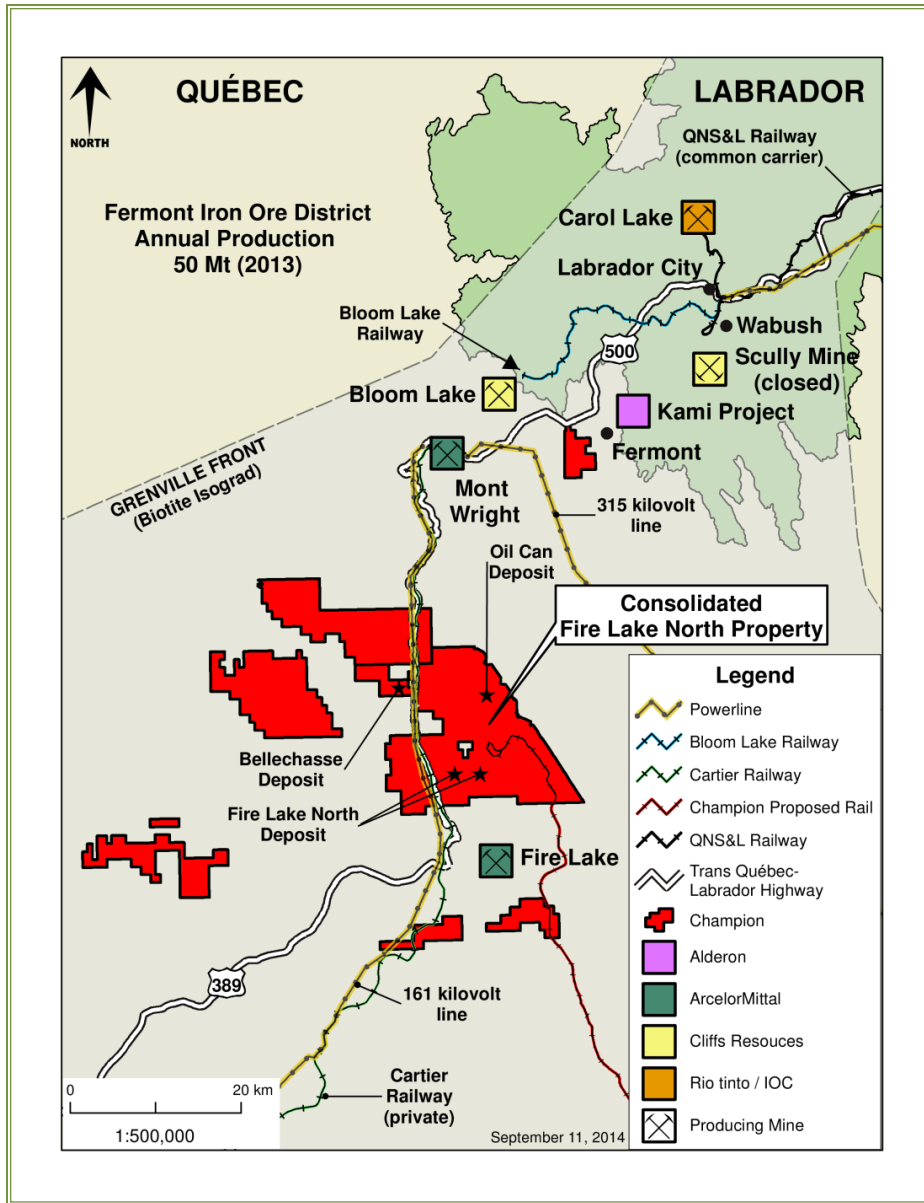 QUÉBEC
LABRADOR
NORTH
QNS&L Railway
(common carrier)
Fermont Iron Ore District
Annual Production
50 Mt (2013)
Carol Lake
Labrador City
Bloom Lake
Railway
Wabush
500
Scully Mine
(closed)
Bloom Lake
Kami Project
Fermont
GRENVILLE FRONT
(Biotite Isograd)
Mont
Wright
315 kilovolt
line
Oil Can
Deposit
Consolidated
Fire Lake North Property
Bellechasse
Deposit
Fire Lake North
Deposit
Fire Lake
389
161 kilovolt
line
Cartier
Railway
(private)
0 20 km
1:500,000
September 11, 2014
Legend
Powerline
Bloom Lake Railway
Cartier Railway
Champion Proposed Rail
QNS&L Railway
Trans Québec-
Labrador Highway
Champion
Alderon
ArcelorMittal
Cliffs Resouces
Rio tinto / IOC
Producing Mine